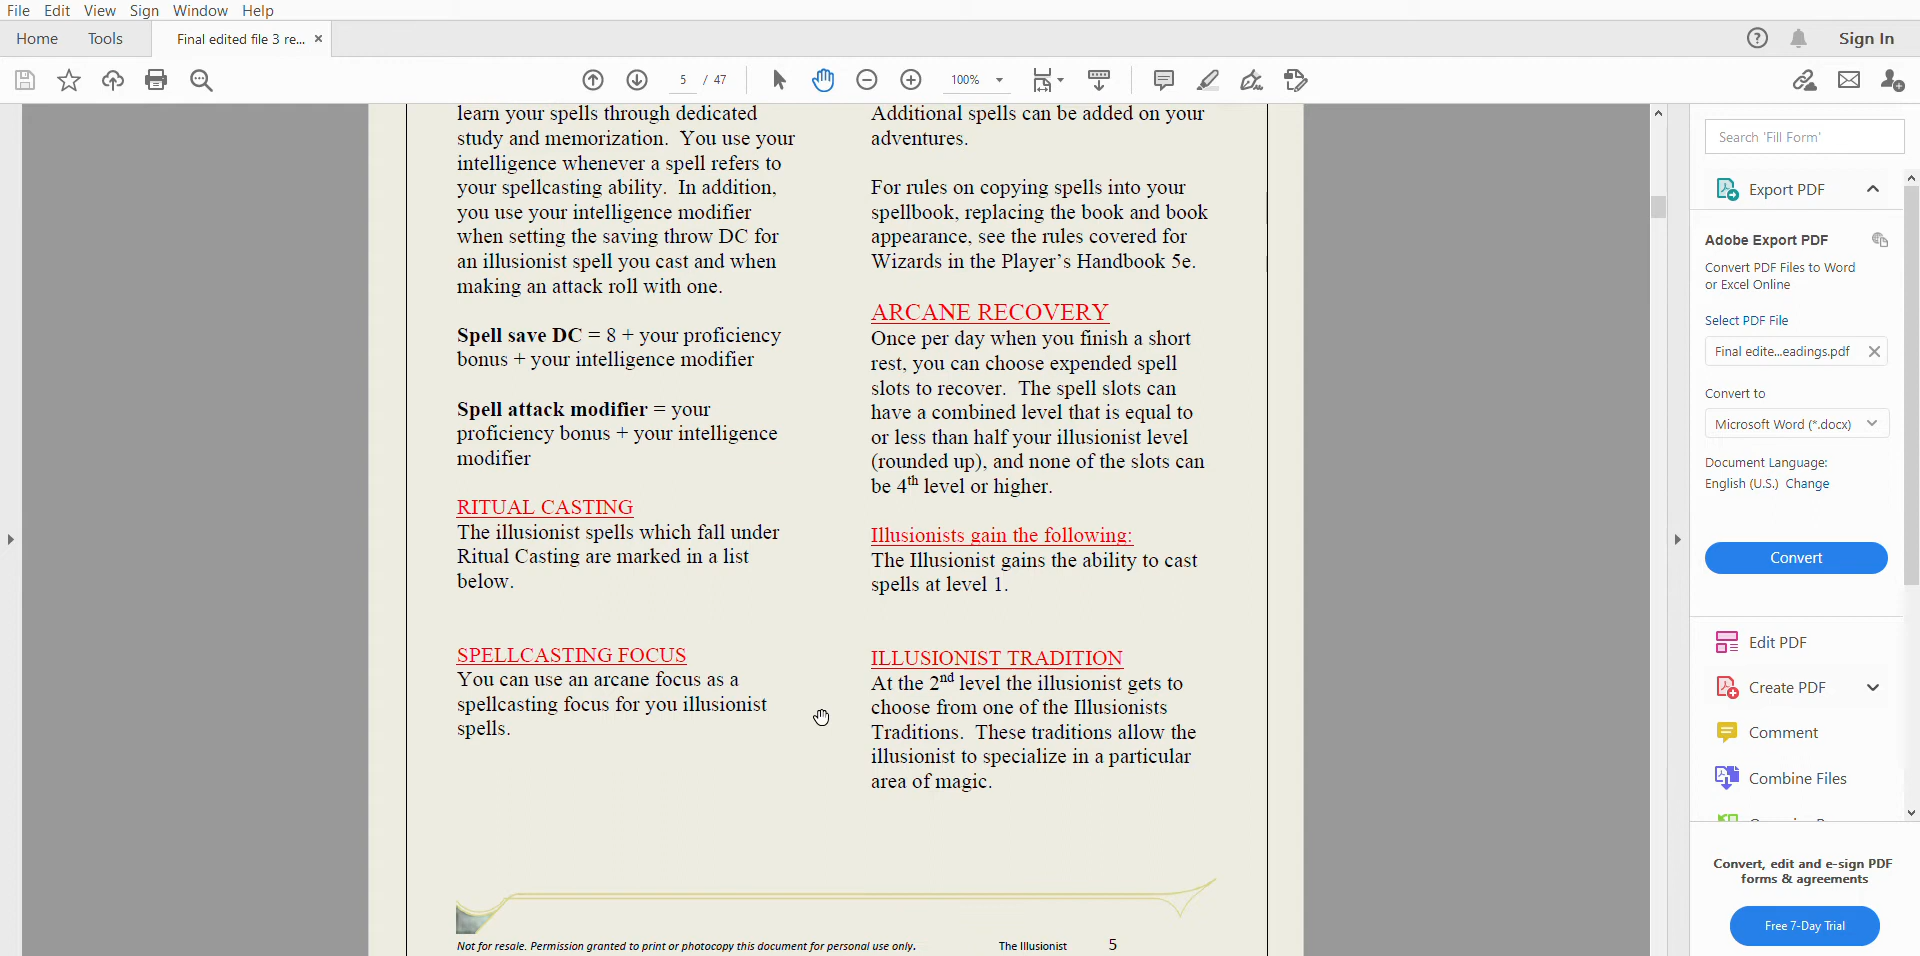 File Edit View Sign Window Help
Home Tools Final edited file 3 re... × Sign In
5 / 47 100%
learn your spells through dedicated
study and memorization. You use your
intelligence whenever a spell refers to
your spellcasting ability. In addition,
you use your intelligence modifier
when setting the saving throw DC for
an illusionist spell you cast and when
making an attack roll with one.
Spell save DC = 8 + your proficiency
bonus + your intelligence modifier
Spell attack modifier = your
proficiency bonus + your intelligence
modifier
RITUAL CASTING
The illusionist spells which fall under
Ritual Casting are marked in a list
below.
SPELLCASTING FOCUS
You can use an arcane focus as a
spellcasting focus for you illusionist
spells.
Additional spells can be added on your
adventures.
For rules on copying spells into your
spellbook, replacing the book and book
appearance, see the rules covered for
Wizards in the Player's Handbook 5e.
ARCANE RECOVERY
Once per day when you finish a short
rest, you can choose expended spell
slots to recover. The spell slots can
have a combined level that is equal to
or less than half your illusionist level
(rounded up), and none of the slots can
be 4th level or higher.
Illusionists gain the following:
The Illusionist gains the ability to cast
spells at level 1.
ILLUSIONIST TRADITION
At the 2nd level the illusionist gets to
choose from one of the Illusionists
Traditions. These traditions allow the
illusionist to specialize in a particular
area of magic.
Not for resale. Permission granted to print or photocopy this document for personal use only. The Illusionist 5
Search 'Fill Form'
Export PDF
Adobe Export PDF
Convert PDF Files to Word
or Excel Online
Select PDF File
Final edite...eadings.pdf
Convert to
Microsoft Word (*.docx)
Document Language:
English (U.S.) Change
Convert
Edit PDF
Create PDF
Comment
Combine Files
Convert, edit and e-sign PDF
forms & agreements
Free 7-Day Trial